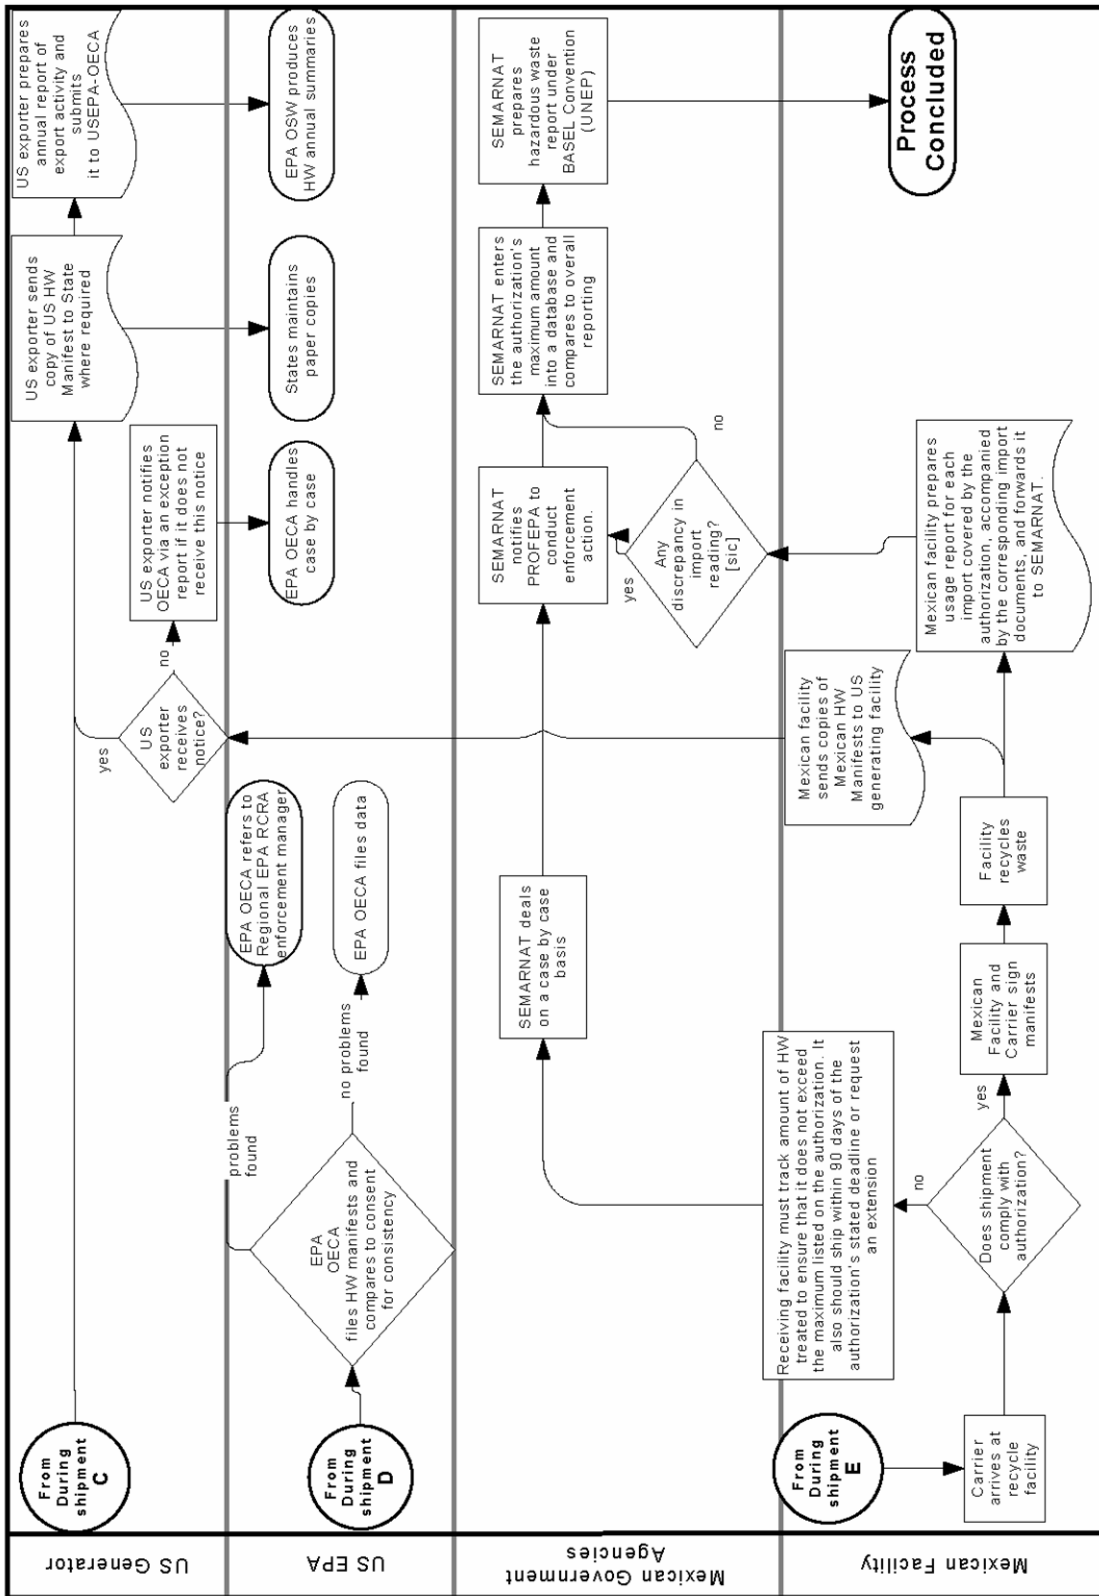 US Generator
From
During
shipment
C
yes
US
exporter
receives
notice?
no
US exporter notifies
OECA via an exception
report if it does not
receive this notice
US exporter sends
copy of US HW
Manifest to State
where required
US exporter prepares
annual report of
export activity and
submits
it to USEPA-OECA
US EPA
From
During
shipment
D
EPA
OECA
files HW manifests and
compares to consent
for consistency
problems
found
no problems
found
EPA OECA refers to
Regional EPA RCRA
enforcement manager
EPA OECA files data
EPA OECA handles
case by case
States maintains
paper copies
EPA OSW produces
HW annual summaries
Mexican Government
Agencies
SEMARNAT deals
on a case by case
basis
SEMARNAT
notifies
PROFEPA to
conduct
enforcement
action.
yes
Any
discrepancy in
import
reading?
[sic]
no
SEMARNAT enters
the authorization's
maximum amount
into a database and
compares to overall
reporting
SEMARNAT
prepares
hazardous waste
report under
BASEL Convention
(UNEP)
Mexican Facility
From
During
shipment
E
Carrier
arrives at
recycle
facility
Receiving facility must track amount of HW
treated to ensure that it does not exceed
the maximum listed on the authorization. It
also should ship within 90 days of the
authorization's stated deadline or request
an extension
no
Does shipment
comply with
authorization?
yes
Mexican
Facility and
Carrier sign
manifests
Facility
recycles
waste
Mexican facility
sends copies of
Mexican HW
Manifests to US
generating facility
Mexican facility prepares
usage report for each
import covered by the
authorization, accompanied
by the corresponding import
documents, and forwards it
to SEMARNAT.
Process
Concluded